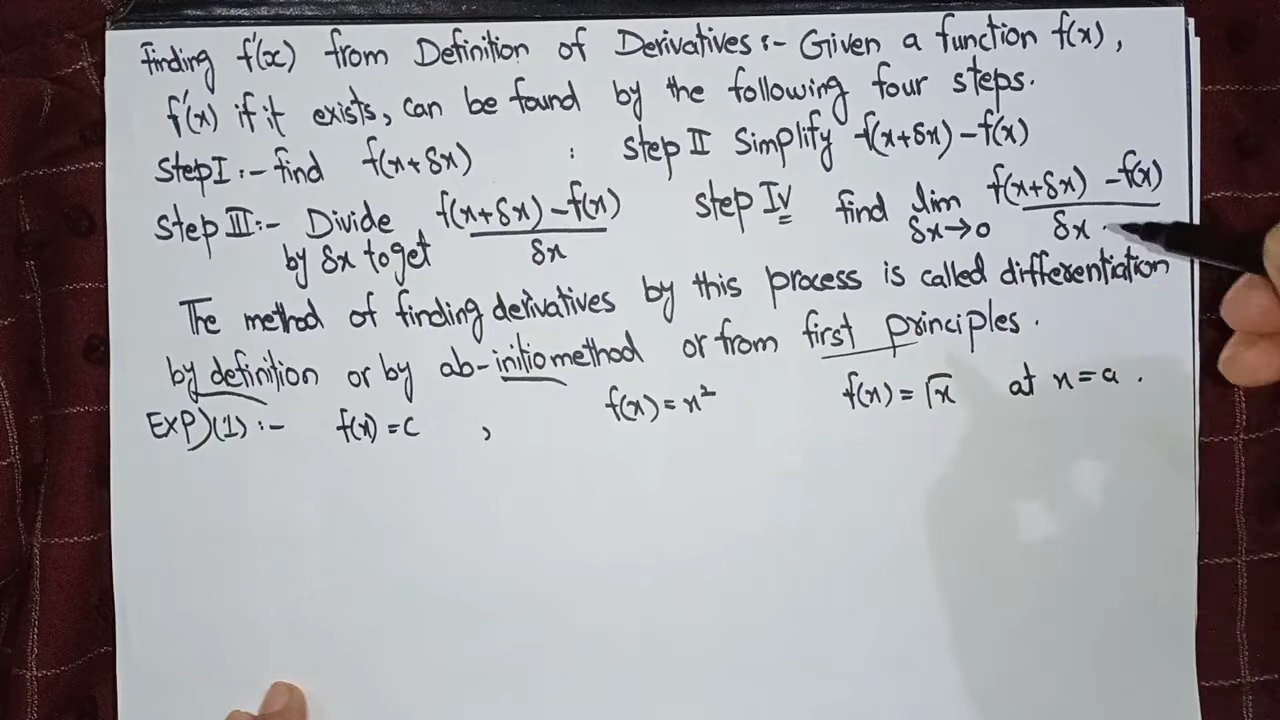 Finding f'(x) from Definition of Derivatives :- Given a function f(x),
f'(x) if it exists, can be found by the following four steps.
Step I :- find f(x+δx) : step II Simplify f(x+δx) - f(x)
Step III :- Divide f(x+δx) - f(x) / δx step IV find lim δx→0 f(x+δx) - f(x) / δx .
by δx to get
The method of finding derivatives by this process is called differentiation
by definition or by ab-initio method or from first principles .
EXP)(1) :- f(x) = c , f(x) = x² f(x) = √x at x = a .